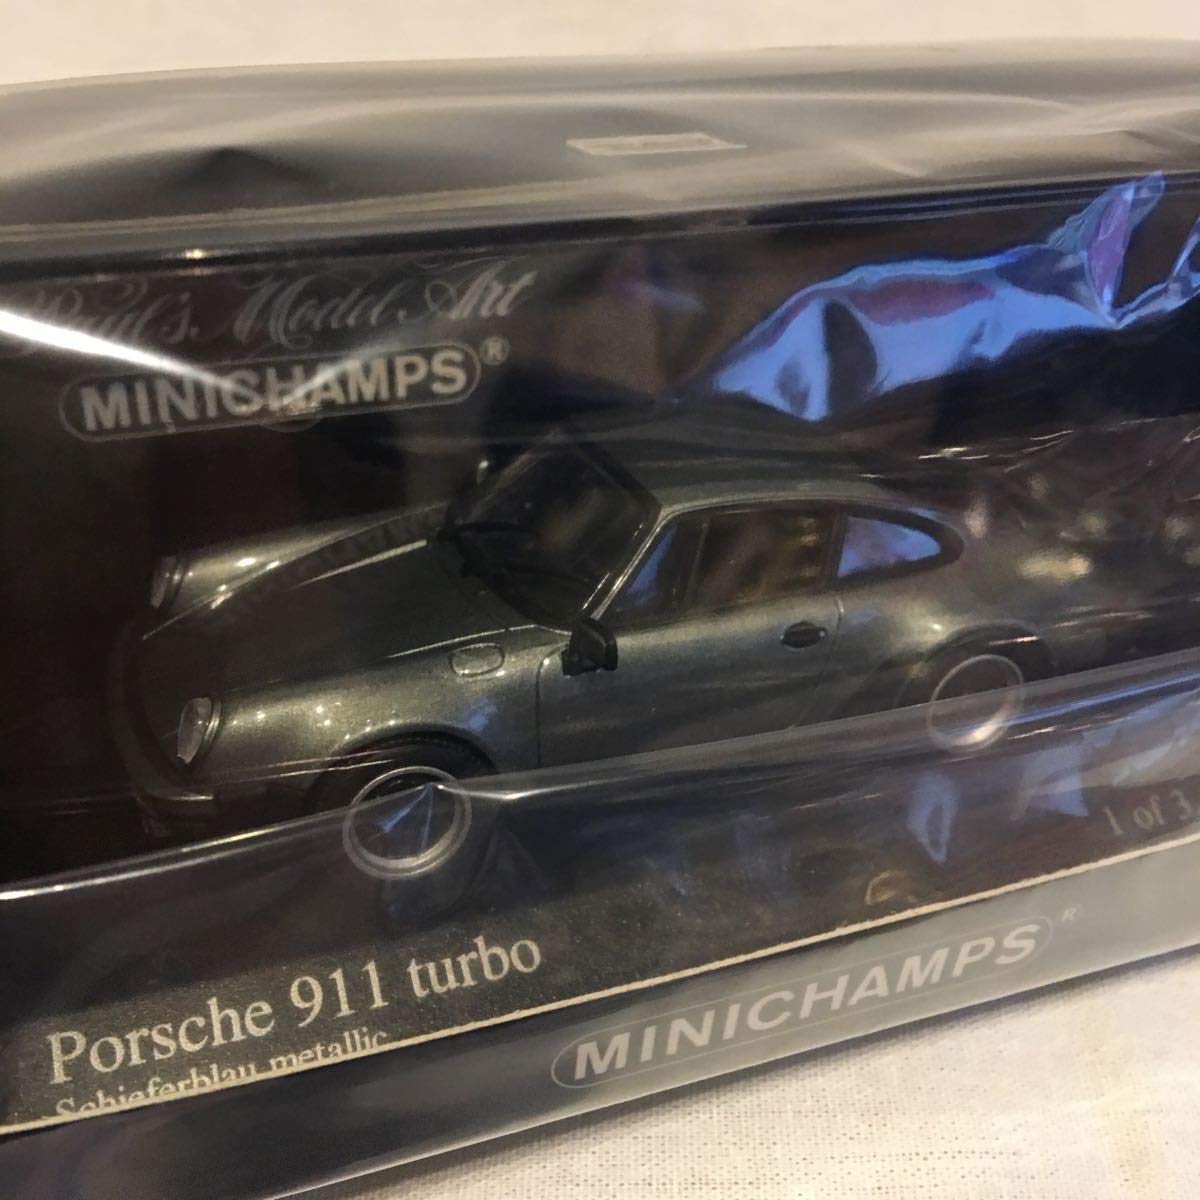 Paul's Model Art
MINICHAMPS®
1 of 3
Porsche 911 turbo
Schieferblau metallic
MINICHAMPS®